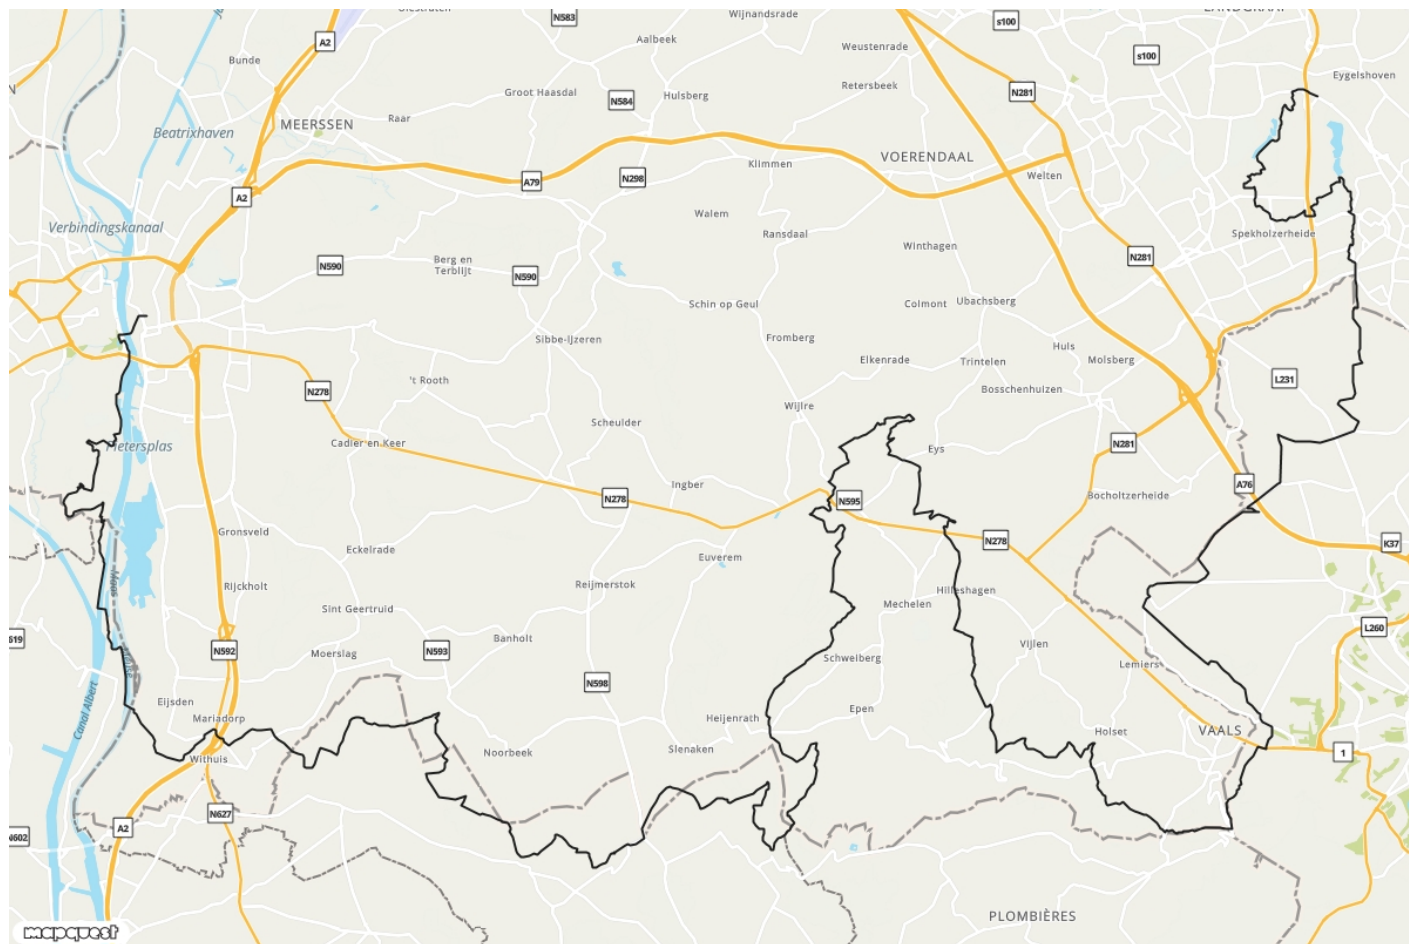 LANDGRAAF
Wijnandsrade
N583
s100
A2
Aalbeek
Weustenrade
s100
Bunde
Eygelshoven
Retersbeek
N281
Groot Haasdal
N584
Hulsberg
Raar
MEERSSEN
Beatrixhaven
VOERENDAAL
Klimmen
Welten
A79
N298
A2
Walem
Verbindingskanaal
Ransdaal
Spekholzerheide
Winthagen
Berg en
Terblijt
N590
N590
N281
Schin op Geul
Colmont
Ubachsberg
Sibbe-IJzeren
Fromberg
Huls
Elkenrade
Trintelen
Molsberg
't Rooth
L231
N278
Bosschenhuizen
Wijlre
Scheulder
Cadier en Keer
N281
Pietersplas
Eys
Ingber
A76
N278
N595
Bocholtzerheide
Gronsveld
N278
K37
Eckelrade
Euverem
Maas
Rijckholt
Reijmerstok
Hilleshagen
Mechelen
Sint Geertruid
L260
N619
Banholt
Vijlen
N592
N593
Moerslag
Schweiberg
Lemiers
N598
Canal Albert
Eijsden
Epen
Mariadorp
Heijenrath
Holset
VAALS
Noorbeek
Slenaken
1
Withuis
N627
A2
N602
PLOMBIÈRES
mapquest